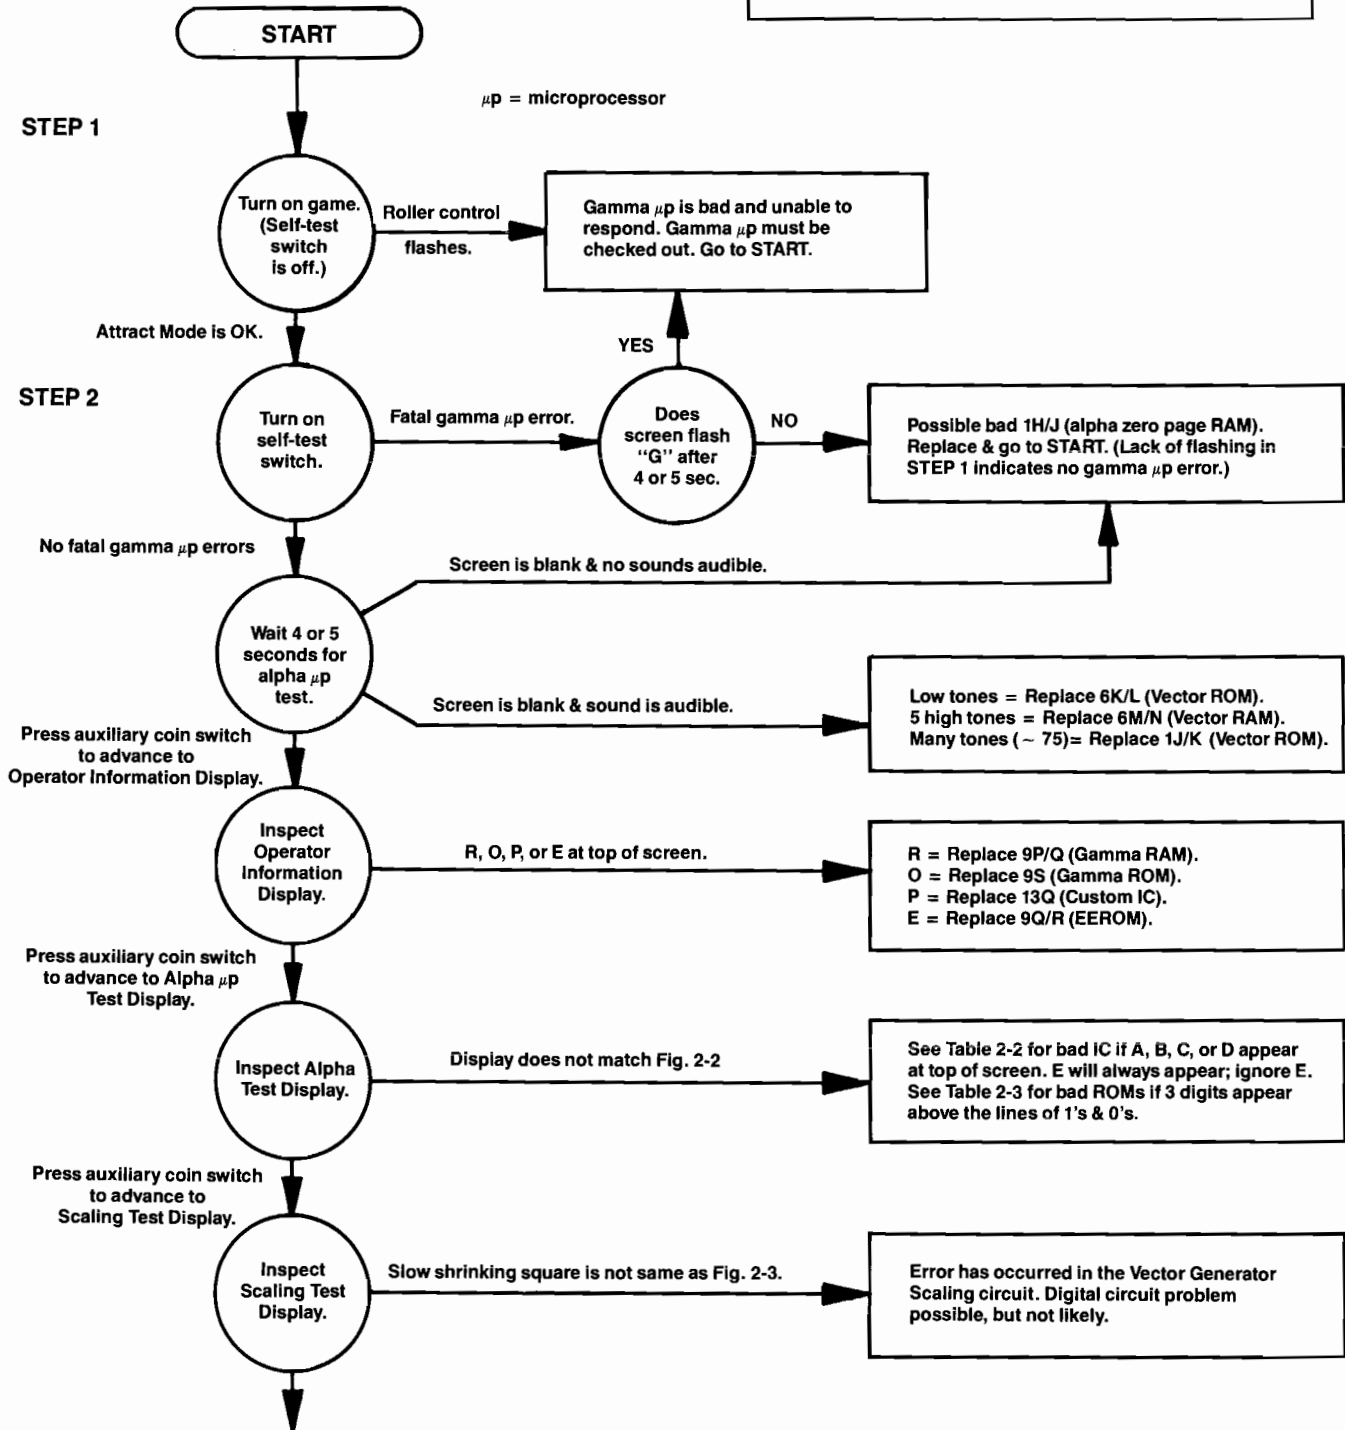 START
μp = microprocessor
STEP 1
Turn on game.
(Self-test
switch
is off.)
Roller control
flashes.
Gamma μp is bad and unable to
respond. Gamma μp must be
checked out. Go to START.
Attract Mode is OK.
YES
STEP 2
Turn on
self-test
switch.
Fatal gamma μp error.
Does
screen flash
“G” after
4 or 5 sec.
NO
Possible bad 1H/J (alpha zero page RAM).
Replace & go to START. (Lack of flashing in
STEP 1 indicates no gamma μp error.)
No fatal gamma μp errors
Screen is blank & no sounds audible.
Wait 4 or 5
seconds for
alpha μp
test.
Screen is blank & sound is audible.
Low tones = Replace 6K/L (Vector ROM).
5 high tones = Replace 6M/N (Vector RAM).
Many tones (~ 75)= Replace 1J/K (Vector ROM).
Press auxiliary coin switch
to advance to
Operator Information Display.
Inspect
Operator
Information
Display.
R, O, P, or E at top of screen.
R = Replace 9P/Q (Gamma RAM).
O = Replace 9S (Gamma ROM).
P = Replace 13Q (Custom IC).
E = Replace 9Q/R (EEROM).
Press auxiliary coin switch
to advance to Alpha μp
Test Display.
Inspect Alpha
Test Display.
Display does not match Fig. 2-2
See Table 2-2 for bad IC if A, B, C, or D appear
at top of screen. E will always appear; ignore E.
See Table 2-3 for bad ROMs if 3 digits appear
above the lines of 1's & 0's.
Press auxiliary coin switch
to advance to
Scaling Test Display.
Inspect
Scaling Test
Display.
Slow shrinking square is not same as Fig. 2-3.
Error has occurred in the Vector Generator
Scaling circuit. Digital circuit problem
possible, but not likely.